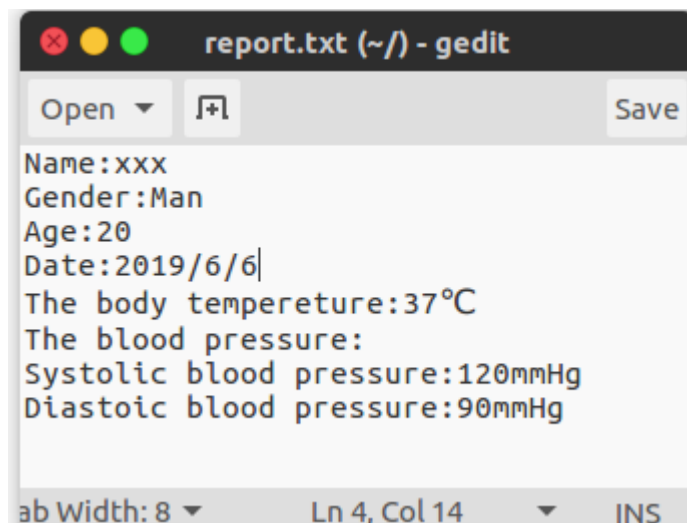 report.txt (~/) - gedit
Open
Save
Name:xxx
Gender:Man
Age:20
Date:2019/6/6
The body tempereture:37℃
The blood pressure:
Systolic blood pressure:120mmHg
Diastoic blood pressure:90mmHg
ab Width: 8 Ln 4, Col 14 INS